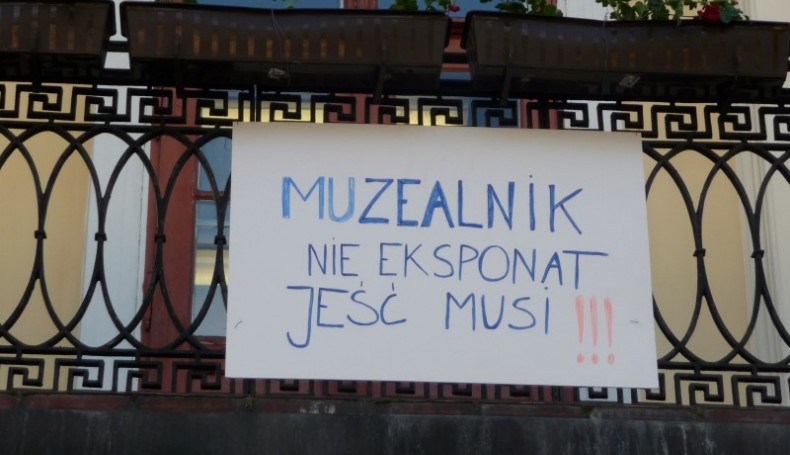 MUZEALNIK
NIE EKSPONAT
JEŚĆ MUSI !!!